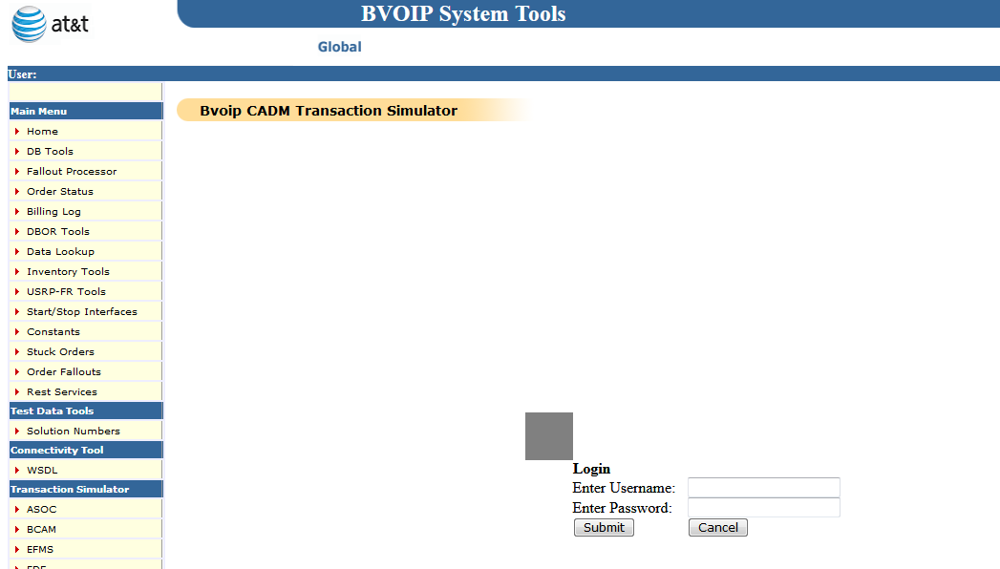 at&t
BVOIP System Tools
Global
User:
Main Menu
Home
DB Tools
Fallout Processor
Order Status
Billing Log
DBOR Tools
Data Lookup
Inventory Tools
USRP-FR Tools
Start/Stop Interfaces
Constants
Stuck Orders
Order Fallouts
Rest Services
Test Data Tools
Solution Numbers
Connectivity Tool
WSDL
Transaction Simulator
ASOC
BCAM
EFMS
Bvoip CADM Transaction Simulator
Login
Enter Username:
Enter Password:
Submit Cancel